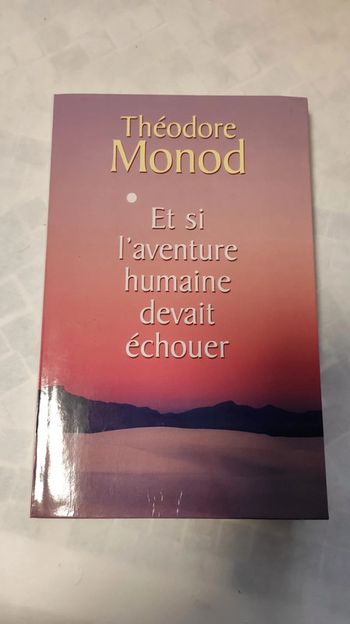 Théodore
Monod
Et si
l'aventure
humaine
devait
échouer